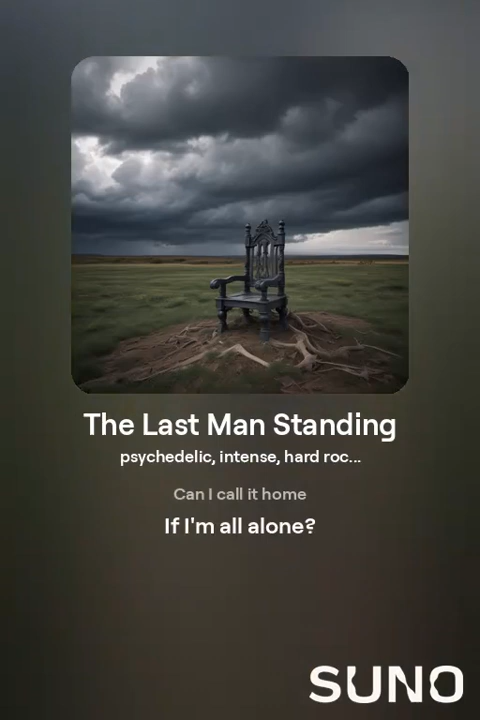 The Last Man Standing
psychedelic, intense, hard roc...
Can I call it home
If I'm all alone?
SUNO